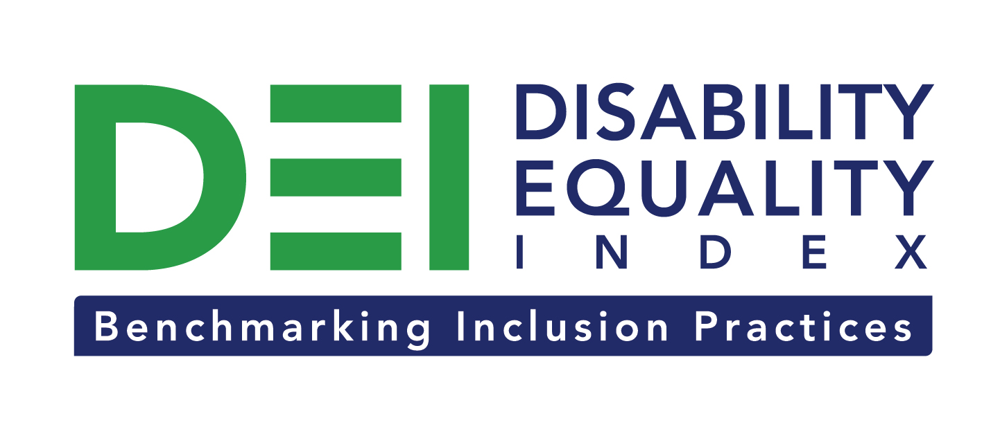 DEI
DISABILITY
EQUALITY
INDEX
Benchmarking Inclusion Practices